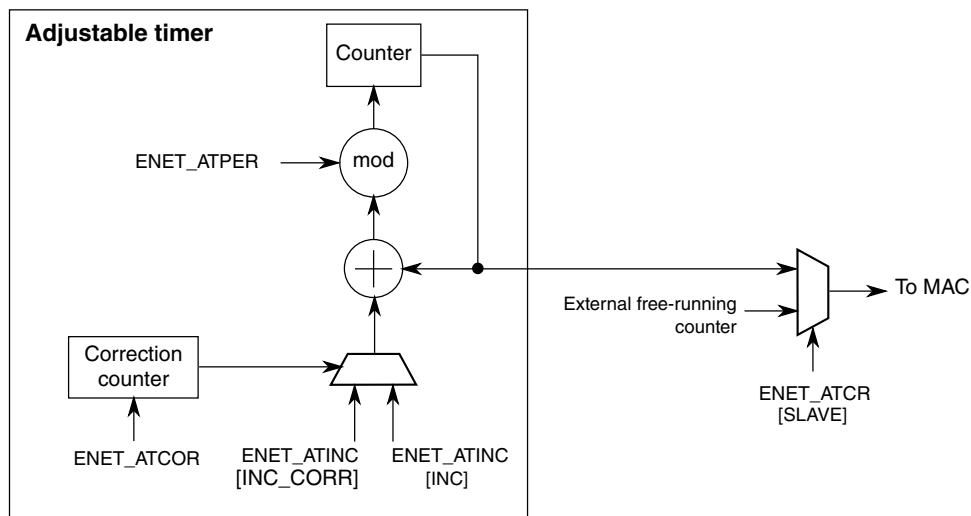 Adjustable timer
Counter
ENET_ATPER
mod
External free-running
counter
To MAC
Correction
counter
ENET_ATCR
[SLAVE]
ENET_ATCOR
ENET_ATINC
[INC_CORR]
ENET_ATINC
[INC]